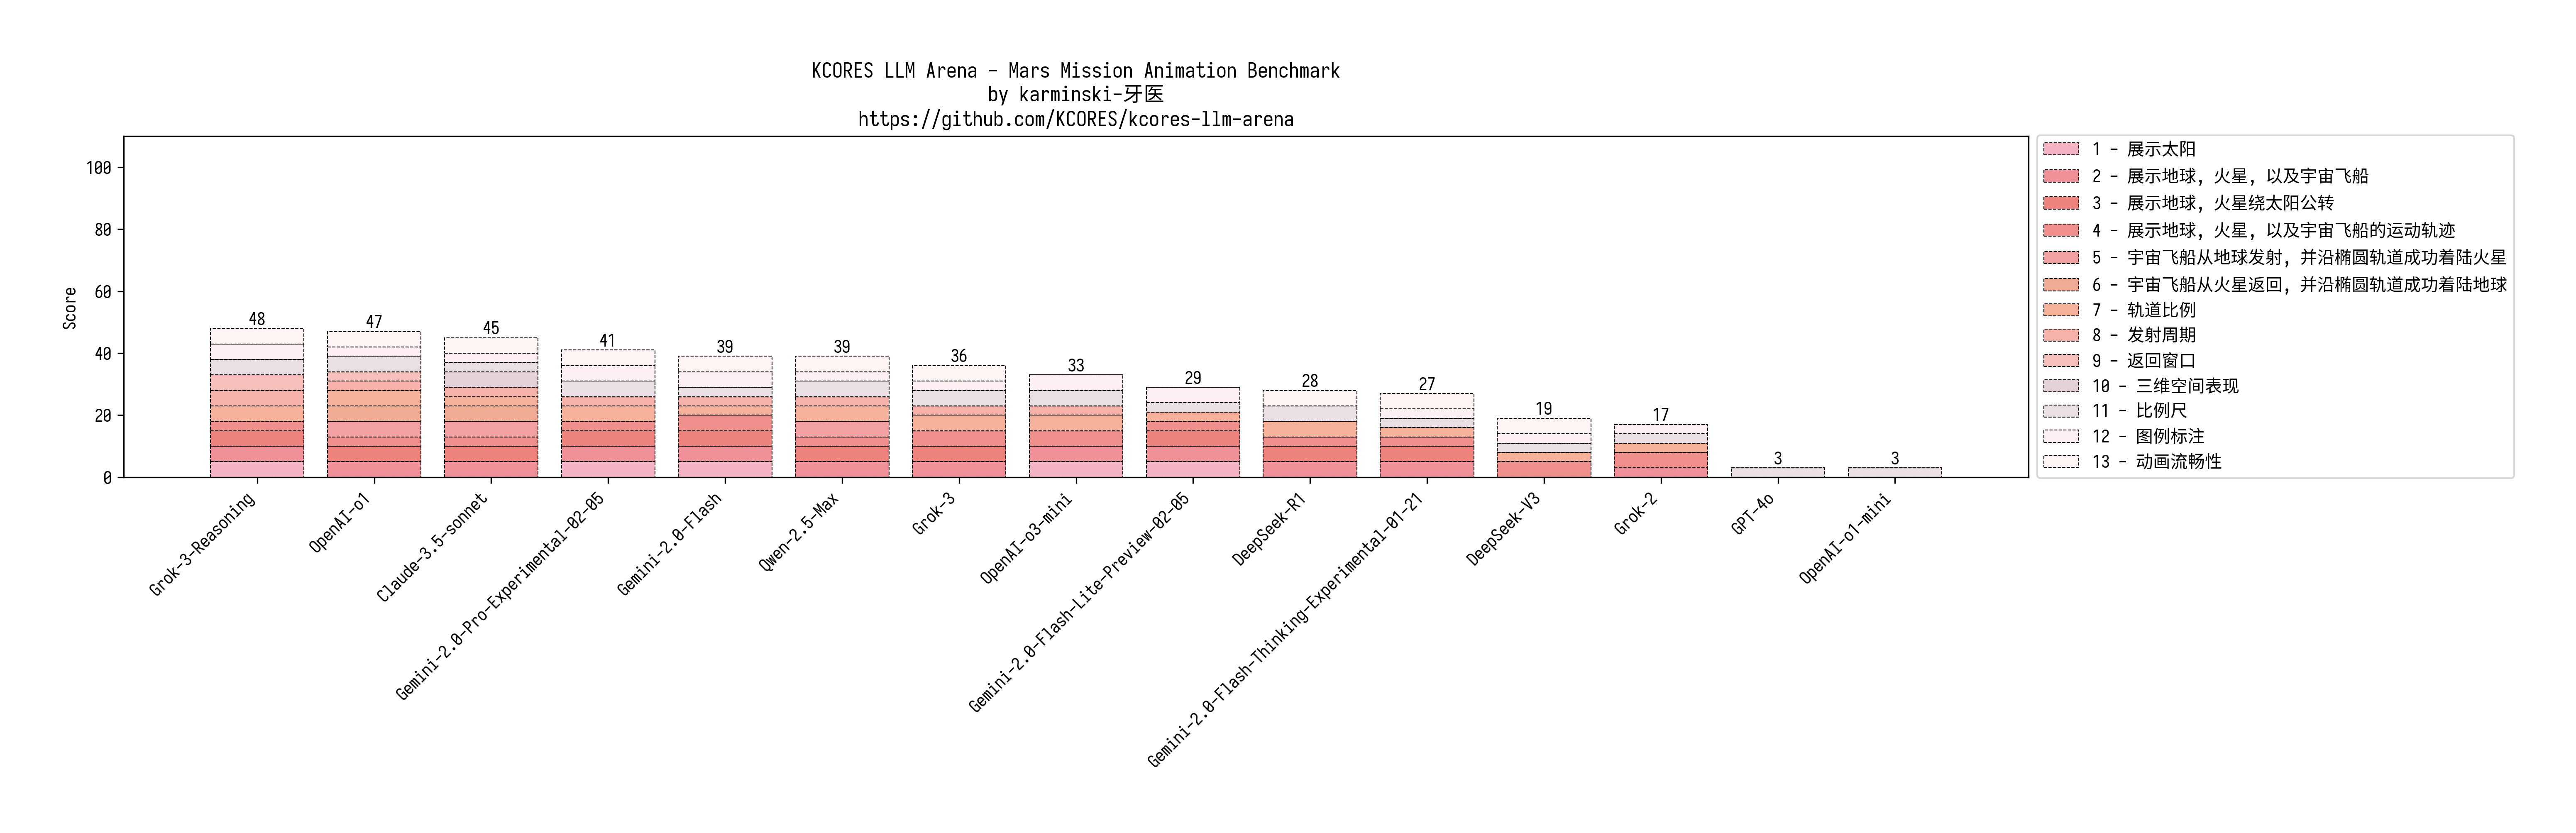 KCORES LLM Arena - Mars Mission Animation Benchmark
by karminski-牙医
https://github.com/KCORES/kcores-llm-arena
Score
100
80
60
40
20
0
48
47
45
41
39
39
36
33
29
28
27
19
17
3
3
Grok-3-Reasoning
OpenAI-o1
Claude-3.5-sonnet
Gemini-2.0-Pro-Experimental-02-05
Gemini-2.0-Flash
Qwen-2.5-Max
Grok-3
OpenAI-o3-mini
Gemini-2.0-Flash-Lite-Preview-02-05
DeepSeek-R1
Gemini-2.0-Flash-Thinking-Experimental-01-21
DeepSeek-V3
Grok-2
GPT-4o
OpenAI-o1-mini
1 - 展示太阳
2 - 展示地球, 火星, 以及宇宙飞船
3 - 展示地球, 火星绕太阳公转
4 - 展示地球, 火星, 以及宇宙飞船的运动轨迹
5 - 宇宙飞船从地球发射, 并沿椭圆轨道成功着陆火星
6 - 宇宙飞船从火星返回, 并沿椭圆轨道成功着陆地球
7 - 轨道比例
8 - 发射周期
9 - 返回窗口
10 - 三维空间表现
11 - 比例尺
12 - 图例标注
13 - 动画流畅性